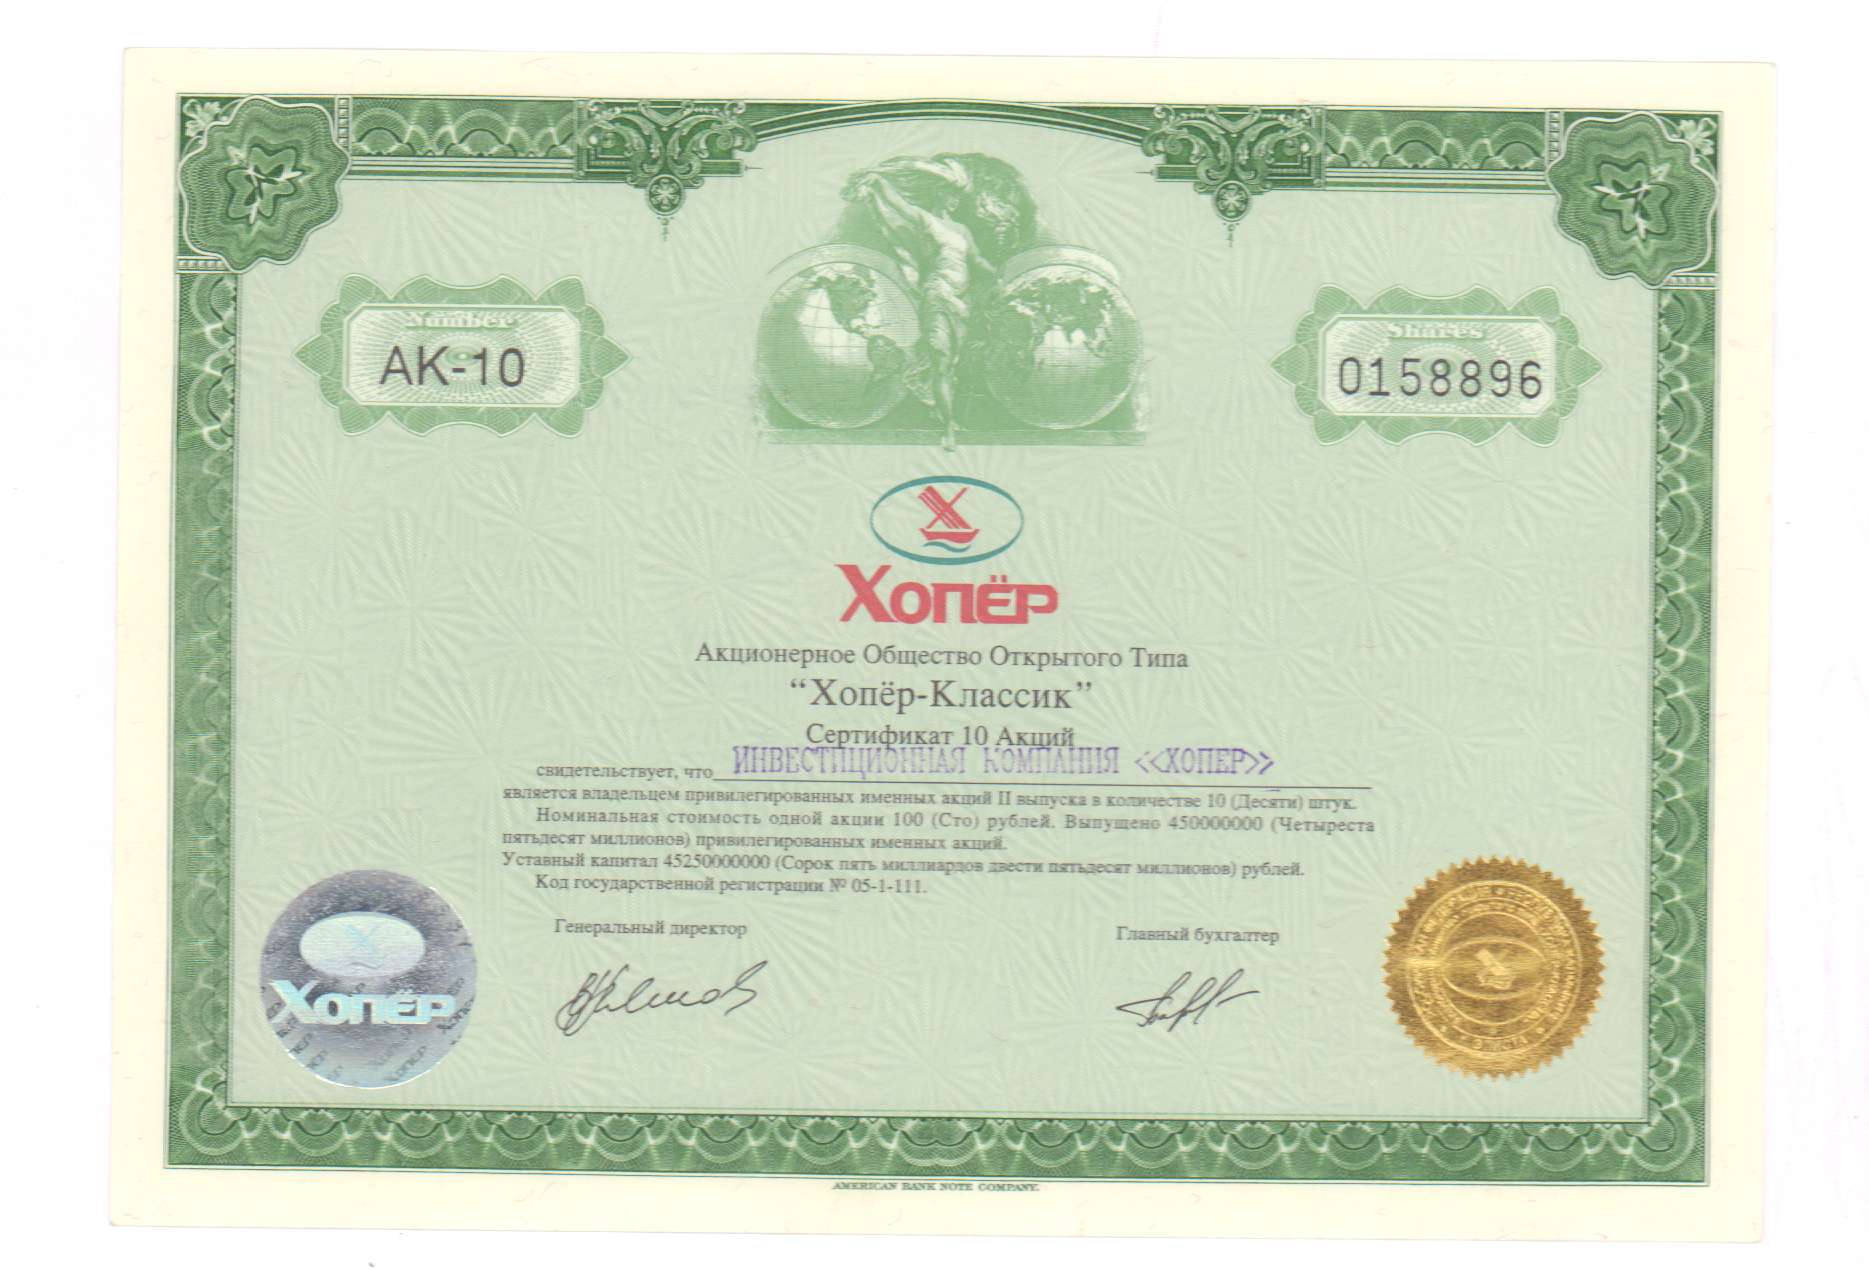 Number
AK-10
Shares
0158896
Хопёр
Акционерное Общество Открытого Типа
“Хопёр-Классик”
Сертификат 10 Акций
свидетельствует, что ИНВЕСТИЦИОННАЯ КОМПАНИЯ <<ХОПЕР>>
является владельцем привилегированных именных акций II выпуска в количестве 10 (Десяти) штук.
Номинальная стоимость одной акции 100 (Сто) рублей. Выпущено 450000000 (Четыреста
пятьдесят миллионов) привилегированных именных акций.
Уставный капитал 45250000000 (Сорок пять миллиардов двести пятьдесят миллионов) рублей.
Код государственной регистрации № 05-1-111.
Генеральный директор
Главный бухгалтер
Хопёр
AMERICAN BANK NOTE COMPANY.